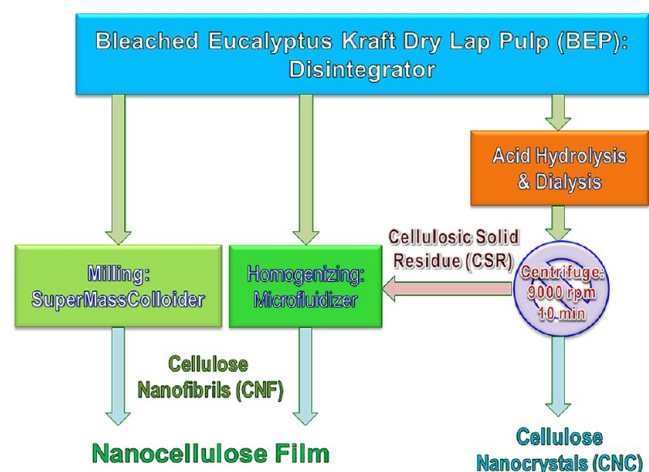 Bleached Eucalyptus Kraft Dry Lap Pulp (BEP):
Disintegrator
Acid Hydrolysis
& Dialysis
Cellulosic Solid
Residue (CSR)
Milling:
SuperMassColloider
Homogenizing:
Microfluidizer
Centrifuge:
9000 rpm
10 min
Cellulose
Nanofibrils (CNF)
Nanocellulose Film
Cellulose
Nanocrystals (CNC)